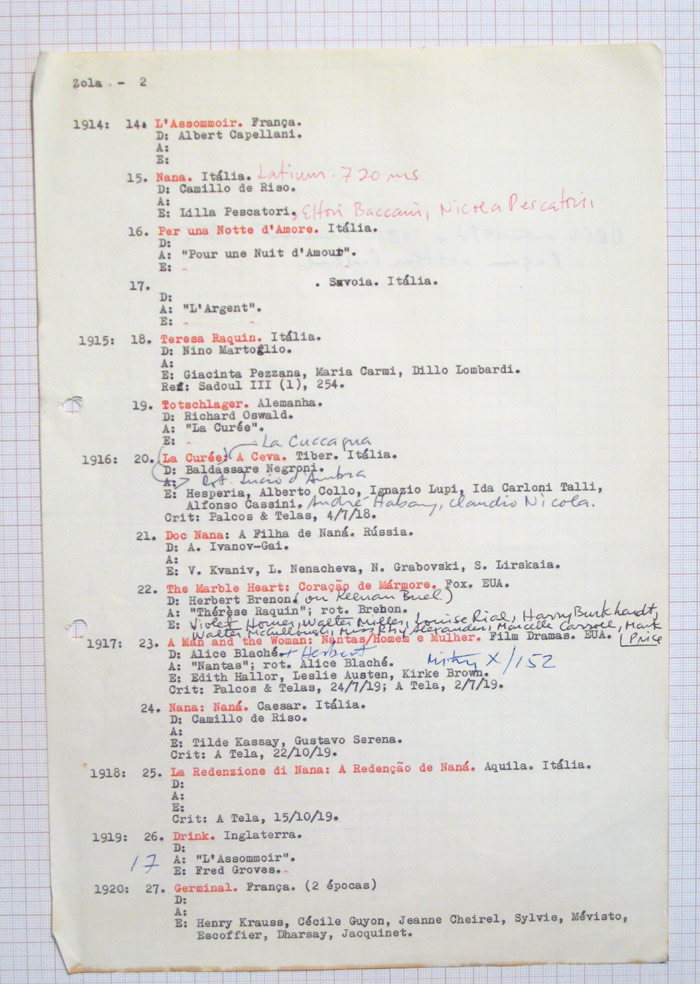 Zola - 2
1914: 14. L'Assommoir. França.
D: Albert Capellani.
A:
E:
15. Nana. Itália. Latium. 720 ms
D: Camillo de Riso.
A:
E: Lilla Pescatori, Ettori Baccani, Nicola Pescatori.
16. Per una Notte d'Amore. Itália.
D:
A: "Pour une Nuit d'Amour".
E:
17. . Savoia. Itália.
D:
A: "L'Argent".
E:
1915: 18. Teresa Raquin. Itália.
D: Nino Martoglio.
A:
E: Giacinta Pezzana, Maria Carmi, Dillo Lombardi.
Ref: Sadoul III (1), 254.
19. Totschlager. Alemanha.
D: Richard Oswald.
A: "La Curée".
E:
La Cuccagna
1916: 20. La Curée: A Ceva. Tiber. Itália.
D: Baldassare Negroni.
A: Rot. Lucio d'Ambra
E: Hesperia, Alberto Collo, Ignazio Lupi, Ida Carloni Talli,
Alfonso Cassini, André Habay, Claudio Nicola.
Crit: Palcos & Telas, 4/7/18.
21. Doc Nana: A Filha de Naná. Rússia.
D: A. Ivanov-Gai.
A:
E: V. Kvaniv, L. Nenacheva, N. Grabovski, S. Lirskaia.
22. The Marble Heart: Coração de Mármore. Fox. EUA.
D: Herbert Brenon. (ou Keenan Buel)
A: "Thérèse Raquin"; rot. Brenon.
E: Violet Horner, Walter Miller, Louise Rial, Harry Burkhardt,
Walter McCullough, Rhy Alexander, Marcelle Carroll, Mark
Price
1917: 23. A Man and the Woman: Nantas/Homem e Mulher. Film Dramas. EUA.
D: Alice Blaché. + Herbert
A: "Nantas"; rot. Alice Blaché. Mitry X/152
E: Edith Hallor, Leslie Austen, Kirke Brown.
Crit: Palcos & Telas, 24/7/19; A Tela, 2/7/19.
24. Nana: Naná. Caesar. Itália.
D: Camillo de Riso.
A:
E: Tilde Kassay, Gustavo Serena.
Crit: A Tela, 22/10/19.
1918: 25. La Redenzione di Nana: A Redenção de Naná. Aquila. Itália.
D:
A:
E:
Crit: A Tela, 15/10/19.
1919: 26. Drink. Inglaterra.
D:
17 A: "L'Assommoir".
E: Fred Groves.
1920: 27. Germinal. França. (2 épocas)
D:
A:
E: Henry Krauss, Cécile Guyon, Jeanne Cheirel, Sylvie, Mévisto,
Escoffier, Dharsay, Jacquinet.